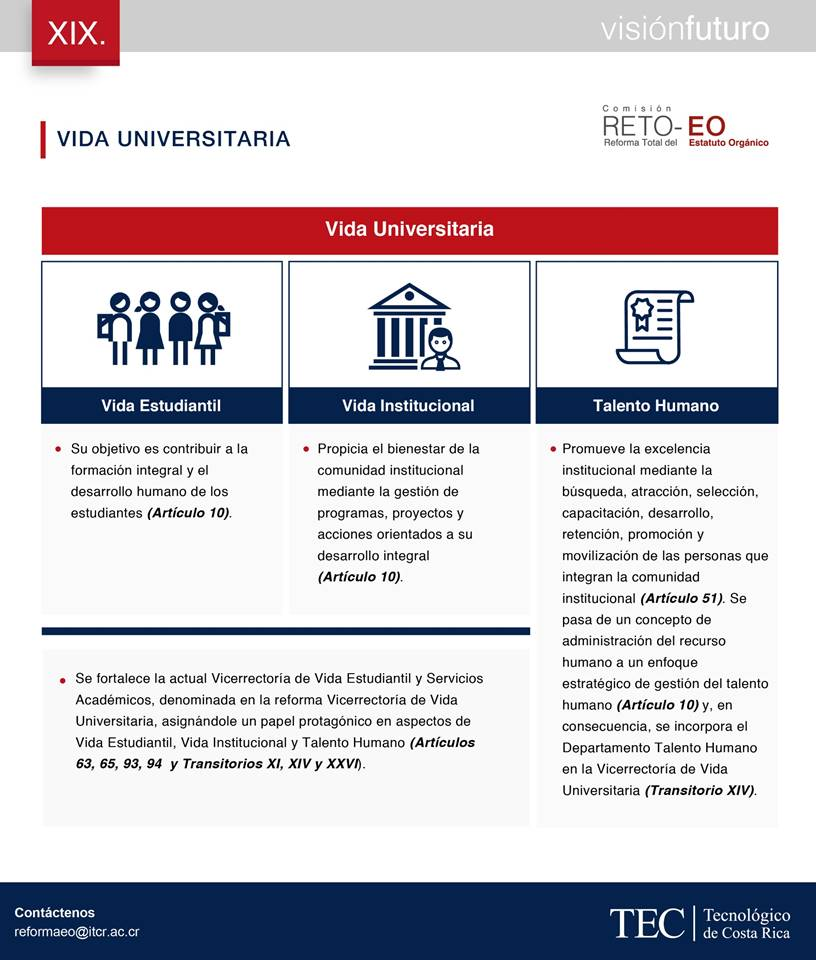 XIX.
visiónfuturo
VIDA UNIVERSITARIA
Comisión
RETO-EO
Reforma Total del Estatuto Orgánico
Vida Universitaria
Vida Estudiantil
• Su objetivo es contribuir a la
formación integral y el
desarrollo humano de los
estudiantes (Artículo 10).
Vida Institucional
• Propicia el bienestar de la
comunidad institucional
mediante la gestión de
programas, proyectos y
acciones orientados a su
desarrollo integral
(Artículo 10).
Talento Humano
• Promueve la excelencia
institucional mediante la
búsqueda, atracción, selección,
capacitación, desarrollo,
retención, promoción y
movilización de las personas que
integran la comunidad
institucional (Artículo 51). Se
pasa de un concepto de
administración del recurso
humano a un enfoque
estratégico de gestión del talento
humano (Artículo 10) y, en
consecuencia, se incorpora el
Departamento Talento Humano
en la Vicerrectoría de Vida
Universitaria (Transitorio XIV).
• Se fortalece la actual Vicerrectoría de Vida Estudiantil y Servicios
Académicos, denominada en la reforma Vicerrectoría de Vida
Universitaria, asignándole un papel protagónico en aspectos de
Vida Estudiantil, Vida Institucional y Talento Humano (Artículos
63, 65, 93, 94 y Transitorios XI, XIV y XXVI).
Contáctenos
reformaeo@itcr.ac.cr
TEC
Tecnológico
de Costa Rica